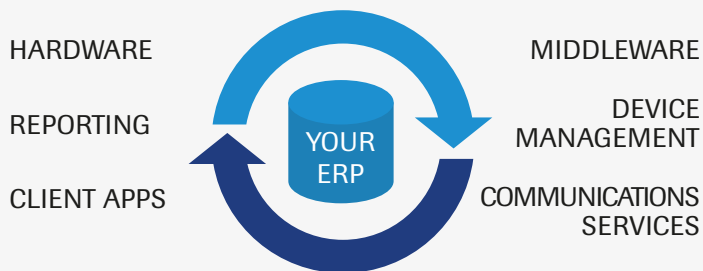 HARDWARE
REPORTING
CLIENT APPS
YOUR
ERP
MIDDLEWARE
DEVICE
MANAGEMENT
COMMUNICATIONS
SERVICES